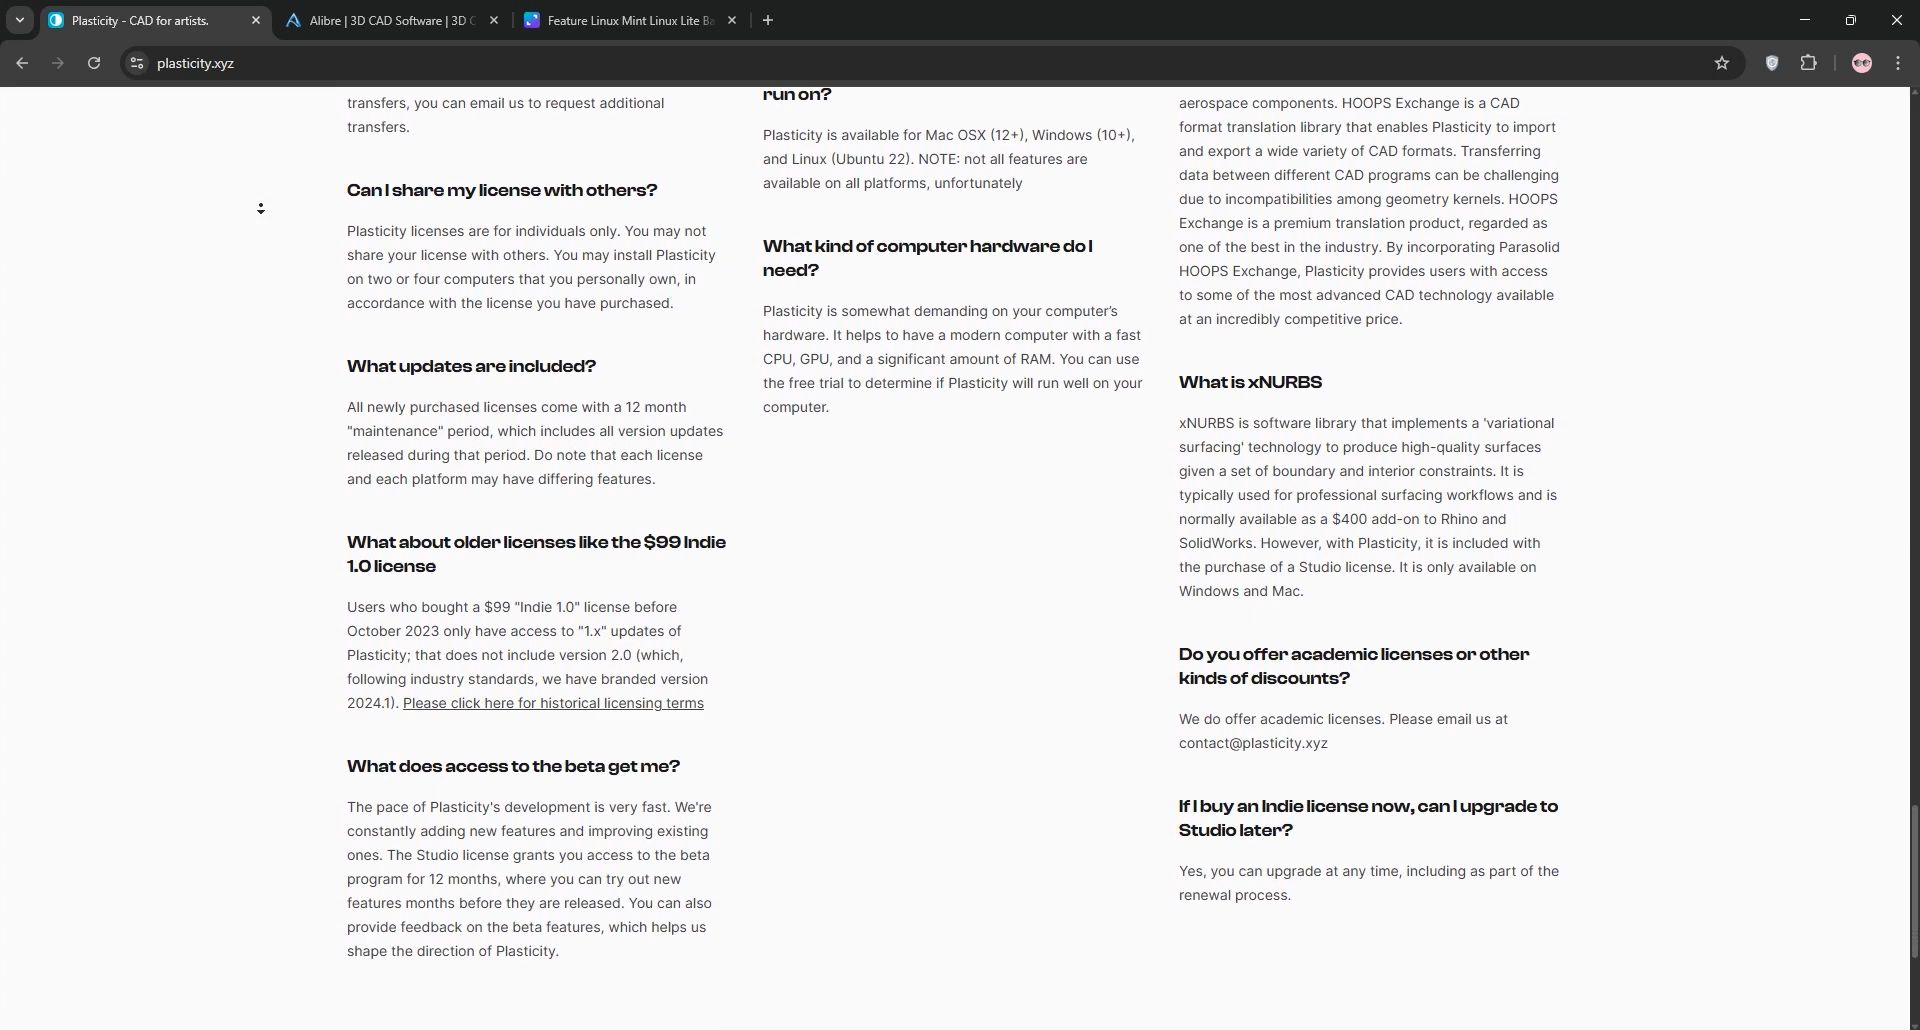 Plasticity - CAD for artists.
Alibre | 3D CAD Software | 3D C
Feature Linux Mint Linux Lite Ba
plasticity.xyz
transfers, you can email us to request additional
transfers.
Can I share my license with others?
Plasticity licenses are for individuals only. You may not
share your license with others. You may install Plasticity
on two or four computers that you personally own, in
accordance with the license you have purchased.
What updates are included?
All newly purchased licenses come with a 12 month
"maintenance" period, which includes all version updates
released during that period. Do note that each license
and each platform may have differing features.
What about older licenses like the $99 Indie
1.0 license
Users who bought a $99 "Indie 1.0" license before
October 2023 only have access to "1.x" updates of
Plasticity; that does not include version 2.0 (which,
following industry standards, we have branded version
2024.1). Please click here for historical licensing terms
What does access to the beta get me?
The pace of Plasticity's development is very fast. We're
constantly adding new features and improving existing
ones. The Studio license grants you access to the beta
program for 12 months, where you can try out new
features months before they are released. You can also
provide feedback on the beta features, which helps us
shape the direction of Plasticity.
run on?
Plasticity is available for Mac OSX (12+), Windows (10+),
and Linux (Ubuntu 22). NOTE: not all features are
available on all platforms, unfortunately
What kind of computer hardware do I
need?
Plasticity is somewhat demanding on your computer's
hardware. It helps to have a modern computer with a fast
CPU, GPU, and a significant amount of RAM. You can use
the free trial to determine if Plasticity will run well on your
computer.
aerospace components. HOOPS Exchange is a CAD
format translation library that enables Plasticity to import
and export a wide variety of CAD formats. Transferring
data between different CAD programs can be challenging
due to incompatibilities among geometry kernels. HOOPS
Exchange is a premium translation product, regarded as
one of the best in the industry. By incorporating Parasolid
HOOPS Exchange, Plasticity provides users with access
to some of the most advanced CAD technology available
at an incredibly competitive price.
What is xNURBS
xNURBS is software library that implements a 'variational
surfacing' technology to produce high-quality surfaces
given a set of boundary and interior constraints. It is
typically used for professional surfacing workflows and is
normally available as a $400 add-on to Rhino and
SolidWorks. However, with Plasticity, it is included with
the purchase of a Studio license. It is only available on
Windows and Mac.
Do you offer academic licenses or other
kinds of discounts?
We do offer academic licenses. Please email us at
contact@plasticity.xyz
If I buy an Indie license now, can I upgrade to
Studio later?
Yes, you can upgrade at any time, including as part of the
renewal process.